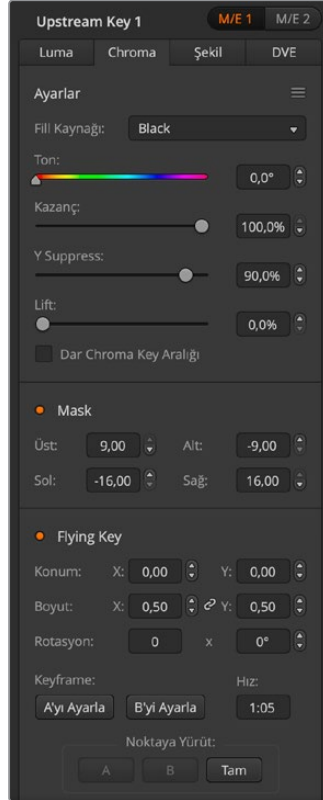 Upstream Key 1 M/E 1 M/E 2
Luma Chroma Şekil DVE
Ayarlar
Fill Kaynağı: Black
Ton:
0,0°
Kazanç:
100,0%
Y Suppress:
90,0%
Lift:
0,0%
Dar Chroma Key Aralığı
Mask
Üst: 9,00 Alt: -9,00
Sol: -16,00 Sağ: 16,00
Flying Key
Konum: X: 0,00 Y: 0,00
Boyut: X: 0,50 Y: 0,50
Rotasyon: 0 x 0°
Keyframe: Hız:
A'yı Ayarla B'yi Ayarla 1:05
Noktaya Yürüt:
A B Tam